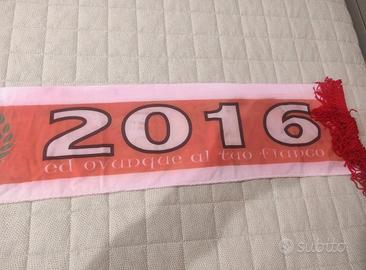 2016
ed ovunque al tuo fianco
subito